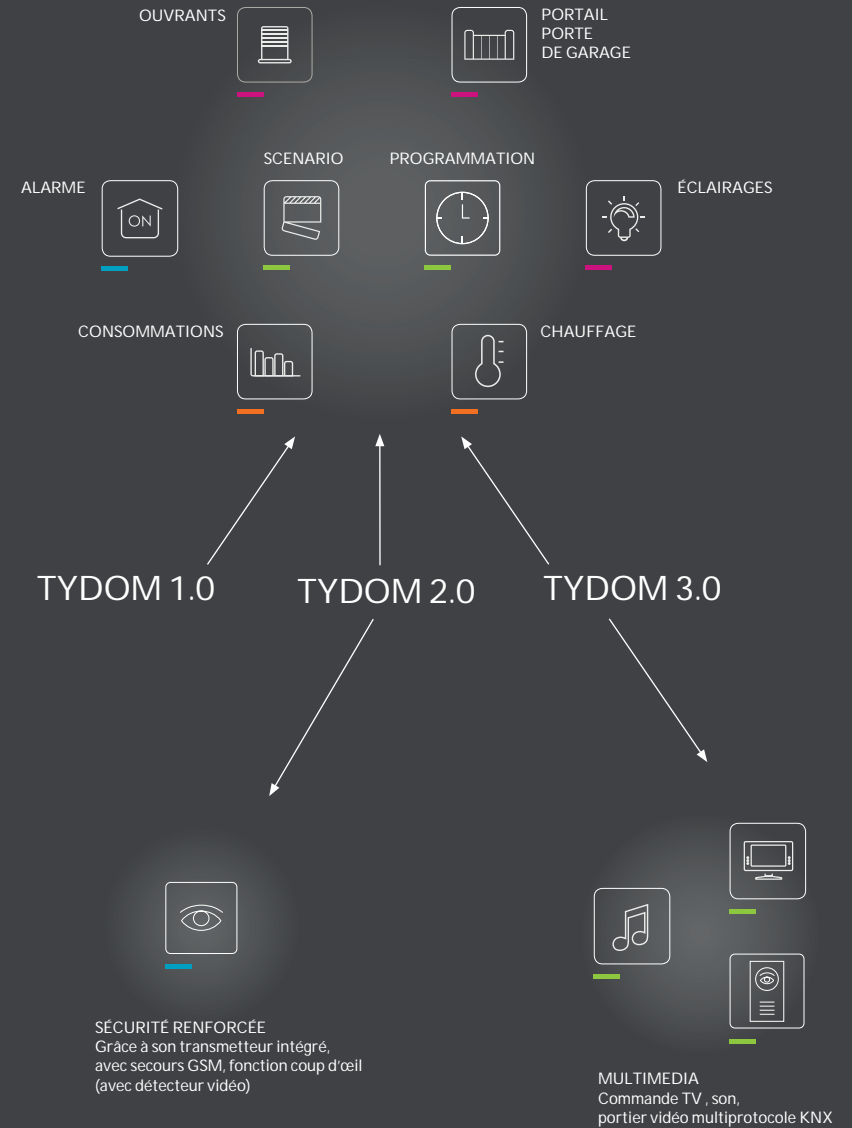 OUVRANTS
PORTAIL
PORTE
DE GARAGE
SCENARIO
PROGRAMMATION
ALARME
ON
ÉCLAIRAGES
CONSOMMATIONS
CHAUFFAGE
TYDOM 1.0
TYDOM 2.0
TYDOM 3.0
SÉCURITÉ RENFORCÉE
Grâce à son transmetteur intégré,
avec secours GSM, fonction coup d'œil
(avec détecteur vidéo)
MULTIMEDIA
Commande TV , son,
portier vidéo multiprotocole KNX